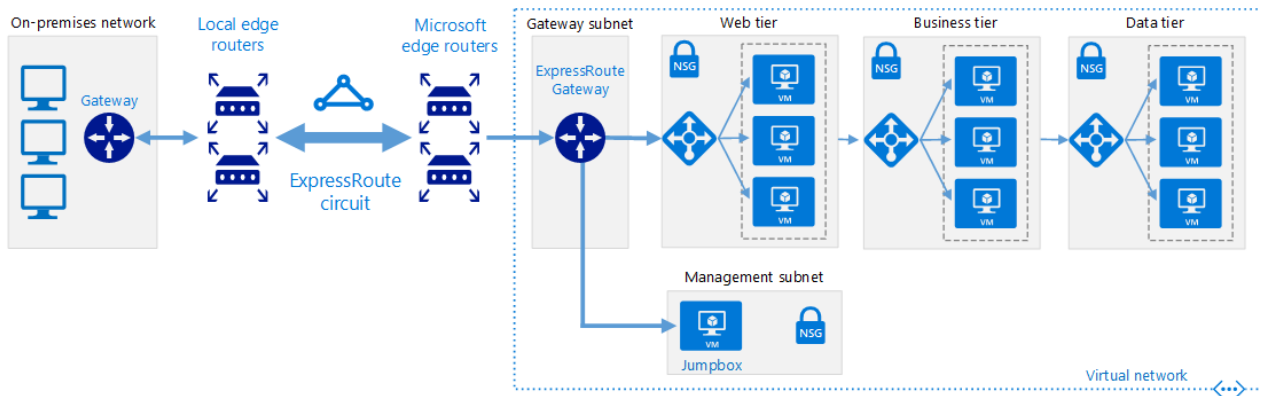 On-premises network
Local edge
routers
Microsoft
edge routers
Gateway subnet
Web tier
Business tier
Data tier
Gateway
ExpressRoute
Gateway
NSG
VM
VM
VM
NSG
VM
VM
VM
NSG
VM
VM
VM
ExpressRoute
circuit
Management subnet
VM
NSG
Jumpbox
Virtual network